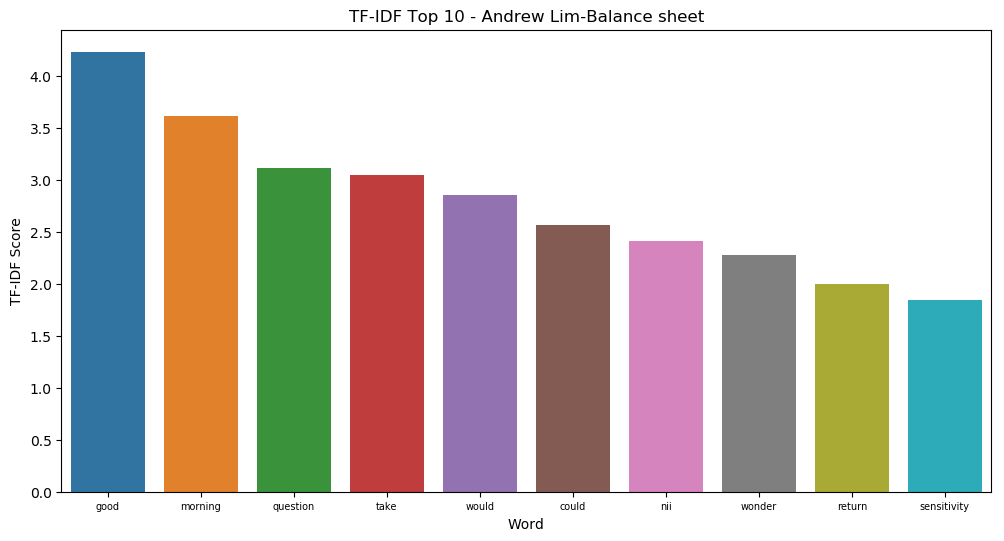 TF-IDF Top 10 - Andrew Lim-Balance sheet
TF-IDF Score
4.0
3.5
3.0
2.5
2.0
1.5
1.0
0.5
0.0
good morning question take would could nii wonder return sensitivity
Word